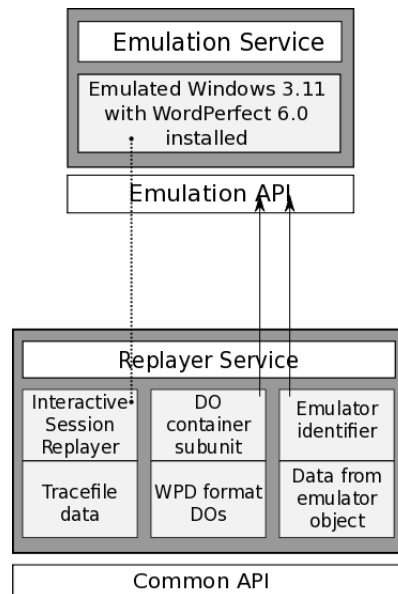 Emulation Service
Emulated Windows 3.11
with WordPerfect 6.0
installed
Emulation API
Replayer Service
Interactive
Session
Replayer
DO
container
subunit
Emulator
identifier
Tracefile
data
WPD format
DOs
Data from
emulator
object
Common API